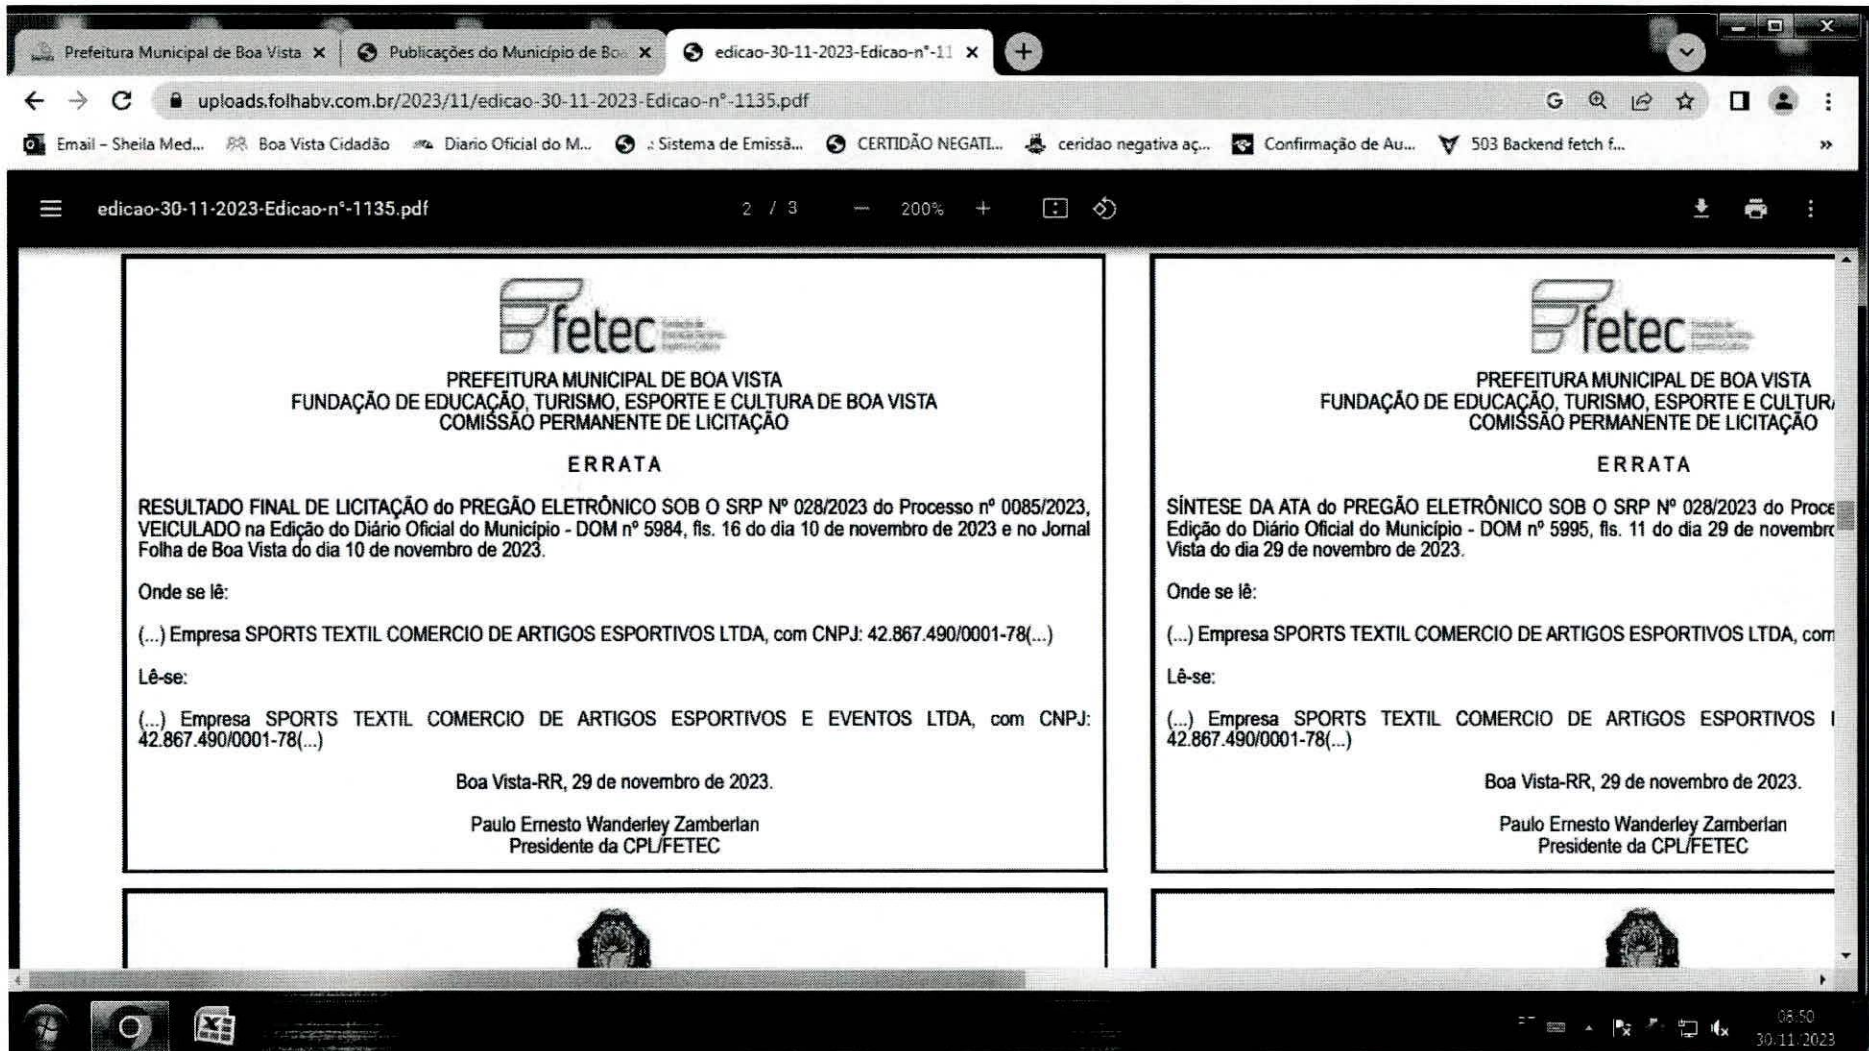 Prefeitura Municipal de Boa Vista
Publicações do Município de Boa
edicao-30-11-2023-Edicao-n°-11
uploads.folhabv.com.br/2023/11/edicao-30-11-2023-Edicao-n°-1135.pdf
Email – Sheila Med... Boa Vista Cidadão Diario Oficial do M... .: Sistema de Emissã... CERTIDÃO NEGATI... ceridao negativa aç... Confirmação de Au... 503 Backend fetch f... »
edicao-30-11-2023-Edicao-n°-1135.pdf 2 / 3 — 200% +
fetec
PREFEITURA MUNICIPAL DE BOA VISTA
FUNDAÇÃO DE EDUCAÇÃO, TURISMO, ESPORTE E CULTURA DE BOA VISTA
COMISSÃO PERMANENTE DE LICITAÇÃO
ERRATA
RESULTADO FINAL DE LICITAÇÃO do PREGÃO ELETRÔNICO SOB O SRP Nº 028/2023 do Processo nº 0085/2023,
VEICULADO na Edição do Diário Oficial do Município - DOM nº 5984, fls. 16 do dia 10 de novembro de 2023 e no Jornal
Folha de Boa Vista do dia 10 de novembro de 2023.
Onde se lê:
(...) Empresa SPORTS TEXTIL COMERCIO DE ARTIGOS ESPORTIVOS LTDA, com CNPJ: 42.867.490/0001-78(...)
Lê-se:
(...) Empresa SPORTS TEXTIL COMERCIO DE ARTIGOS ESPORTIVOS E EVENTOS LTDA, com CNPJ:
42.867.490/0001-78(...)
Boa Vista-RR, 29 de novembro de 2023.
Paulo Ernesto Wanderley Zamberlan
Presidente da CPL/FETEC
fetec
PREFEITURA MUNICIPAL DE BOA VISTA
FUNDAÇÃO DE EDUCAÇÃO, TURISMO, ESPORTE E CULTUR
COMISSÃO PERMANENTE DE LICITAÇÃO
ERRATA
SÍNTESE DA ATA do PREGÃO ELETRÔNICO SOB O SRP Nº 028/2023 do Proce
Edição do Diário Oficial do Município - DOM nº 5995, fls. 11 do dia 29 de novembr
Vista do dia 29 de novembro de 2023.
Onde se lê:
(...) Empresa SPORTS TEXTIL COMERCIO DE ARTIGOS ESPORTIVOS LTDA, com
Lê-se:
(...) Empresa SPORTS TEXTIL COMERCIO DE ARTIGOS ESPORTIVOS
42.867.490/0001-78(...)
Boa Vista-RR, 29 de novembro de 2023.
Paulo Ernesto Wanderley Zamberlan
Presidente da CPL/FETEC
08:50
30/11/2023